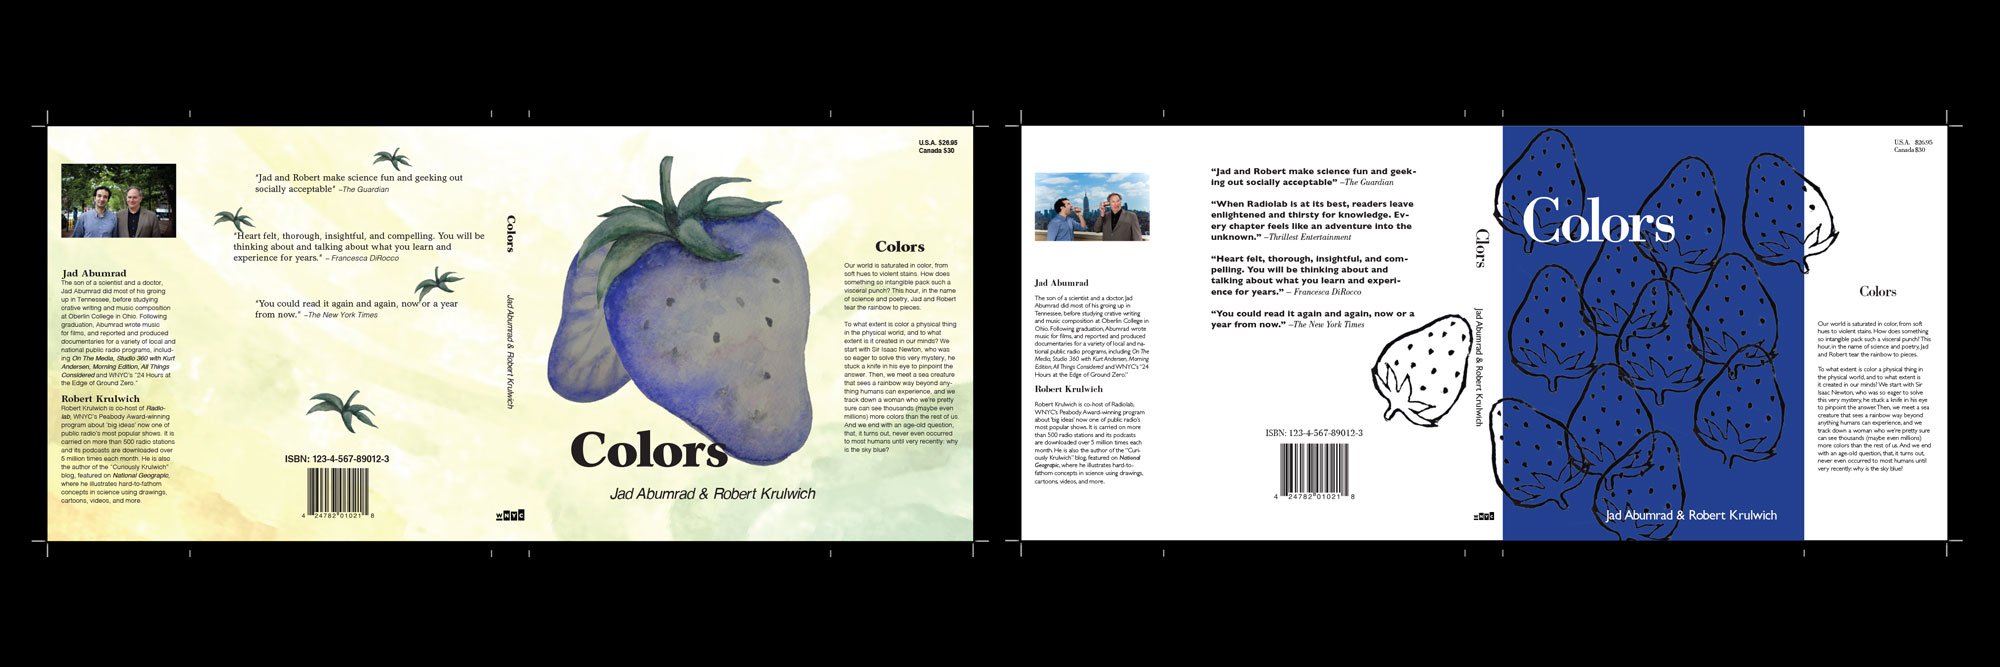 Jad Abumrad
The son of a scientist and a doctor,
Jad Abumrad did most of his groing
up in Tennessee, before studying
crative writing and music composition
at Oberlin College in Ohio. Following
graduation, Abumrad wrote music
for films, and reported and produced
documentaries for a variety of local and
national public radio programs, includ-
ing On The Media, Studio 360 with Kurt
Andersen, Morning Edition, All Things
Considered and WNYC's "24 Hours at
the Edge of Ground Zero."
Robert Krulwich
Robert Krulwich is co-host of Radio-
lab, WNYC's Peabody Award-winning
program about 'big ideas' now one of
public radio's most popular shows. It is
carried on more than 500 radio stations
and its podcasts are downloaded over
5 million times each month. He is also
the author of the "Curiously Krulwich"
blog, featured on National Geograpic,
where he illustrates hard-to-fathom
concepts in science using drawings,
cartoons, videos, and more.
"Jad and Robert make science fun and geeking out
socially acceptable" –The Guardian
"Heart felt, thorough, insightful, and compelling. You will be
thinking about and talking about what you learn and
experience for years." – Francesca DiRocco
"You could read it again and again, now or a year
from now." –The New York Times
ISBN: 123-4-567-89012-3
4 24782 01021 8
Colors
Jad Abumrad & Robert Krulwich
WNYC
Colors
Jad Abumrad & Robert Krulwich
U.S.A. $26.95
Canada $30
Colors
Our world is saturated in color, from
soft hues to violent stains. How does
something so intangible pack such a
visceral punch? This hour, in the name
of science and poetry, Jad and Robert
tear the rainbow to pieces.
To what extent is color a physical thing
in the physical world, and to what
extent is it created in our minds? We
start with Sir Isaac Newton, who was
so eager to solve this very mystery, he
stuck a knife in his eye to pinpoint the
answer. Then, we meet a sea creature
that sees a rainbow way beyond any-
thing humans can experience, and we
track down a woman who we're pretty
sure can see thousands (maybe even
millions) more colors than the rest of us.
And we end with an age-old question,
that, it turns out, never even occurred
to most humans until very recently: why
is the sky blue?
Jad Abumrad
The son of a scientist and a doctor, Jad
Abumrad did most of his groing up in
Tennessee, before studying crative writing
and music composition at Oberlin College in
Ohio. Following graduation, Abumrad wrote
music for films, and reported and produced
documentaries for a variety of local and na-
tional public radio programs, including On The
Media, Studio 360 with Kurt Andersen, Morning
Edition, All Things Considered and WNYC's "24
Hours at the Edge of Ground Zero."
Robert Krulwich
Robert Krulwich is co-host of Radiolab,
WNYC's Peabody Award-winning program
about 'big ideas' now one of public radio's
most popular shows. It is carried on more
than 500 radio stations and its podcasts
are downloaded over 5 million times each
month. He is also the author of the "Curi-
ously Krulwich" blog, featured on National
Geograpic, where he illustrates hard-to-
fathom concepts in science using drawings,
cartoons, videos, and more.
"Jad and Robert make science fun and geek-
ing out socially acceptable" –The Guardian
"When Radiolab is at its best, readers leave
enlightened and thirsty for knowledge. Ev-
ery chapter feels like an adventure into the
unknown." –Thrillest Entertainment
"Heart felt, thorough, insightful, and com-
pelling. You will be thinking about and
talking about what you learn and experi-
ence for years." – Francesca DiRocco
"You could read it again and again, now or a
year from now." –The New York Times
ISBN: 123-4-567-89012-3
4 24782 01021 8
Clors
Jad Abumrad & Robert Krulwich
WNYC
Colors
Jad Abumrad & Robert Krulwich
U.S.A. $26.95
Canada $30
Colors
Our world is saturated in color, from soft
hues to violent stains. How does something
so intangible pack such a visceral punch? This
hour, in the name of science and poetry, Jad
and Robert tear the rainbow to pieces.
To what extent is color a physical thing in
the physical world, and to what extent is
it created in our minds? We start with Sir
Isaac Newton, who was so eager to solve
this very mystery, he stuck a knife in his eye
to pinpoint the answer. Then, we meet a sea
creature that sees a rainbow way beyond
anything humans can experience, and we
track down a woman who we're pretty sure
can see thousands (maybe even millions)
more colors than the rest of us. And we end
with an age-old question, that, it turns out,
never even occurred to most humans until
very recently: why is the sky blue?